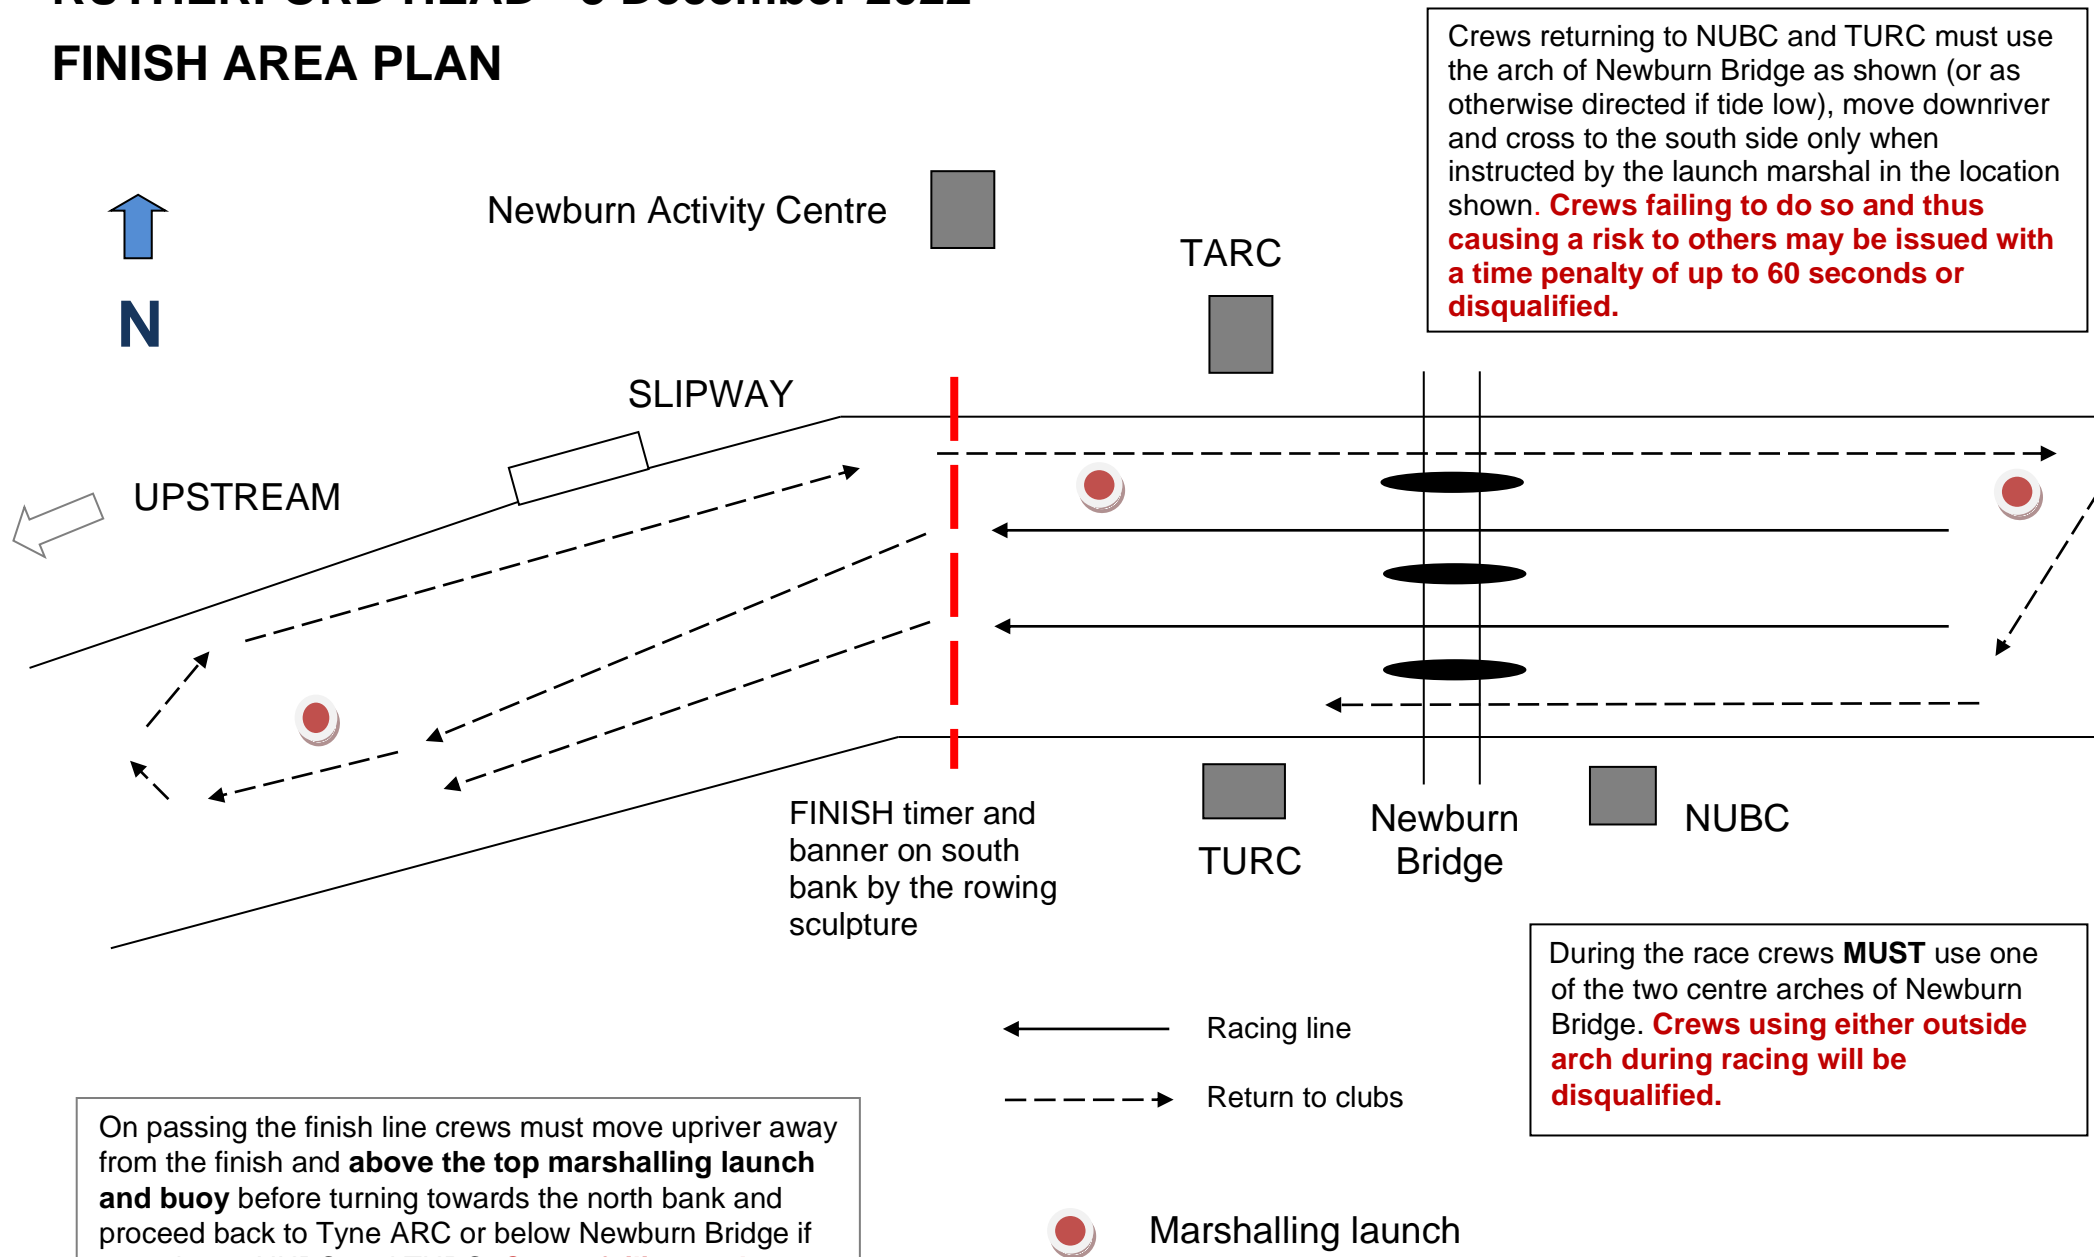 FINISH AREA PLAN
Crews returning to NUBC and TURC must use
the arch of Newburn Bridge as shown (or as
otherwise directed if tide low), move downriver
and cross to the south side only when
instructed by the launch marshal in the location
shown. Crews failing to do so and thus
causing a risk to others may be issued with
a time penalty of up to 60 seconds or
disqualified.
Newburn Activity Centre
TARC
N
SLIPWAY
UPSTREAM
FINISH timer and
banner on south
bank by the rowing
sculpture
TURC
Newburn
Bridge
NUBC
During the race crews MUST use one
of the two centre arches of Newburn
Bridge. Crews using either outside
arch during racing will be
disqualified.
Racing line
Return to clubs
On passing the finish line crews must move upriver away
from the finish and above the top marshalling launch
and buoy before turning towards the north bank and
proceed back to Tyne ARC or below Newburn Bridge if
Marshalling launch